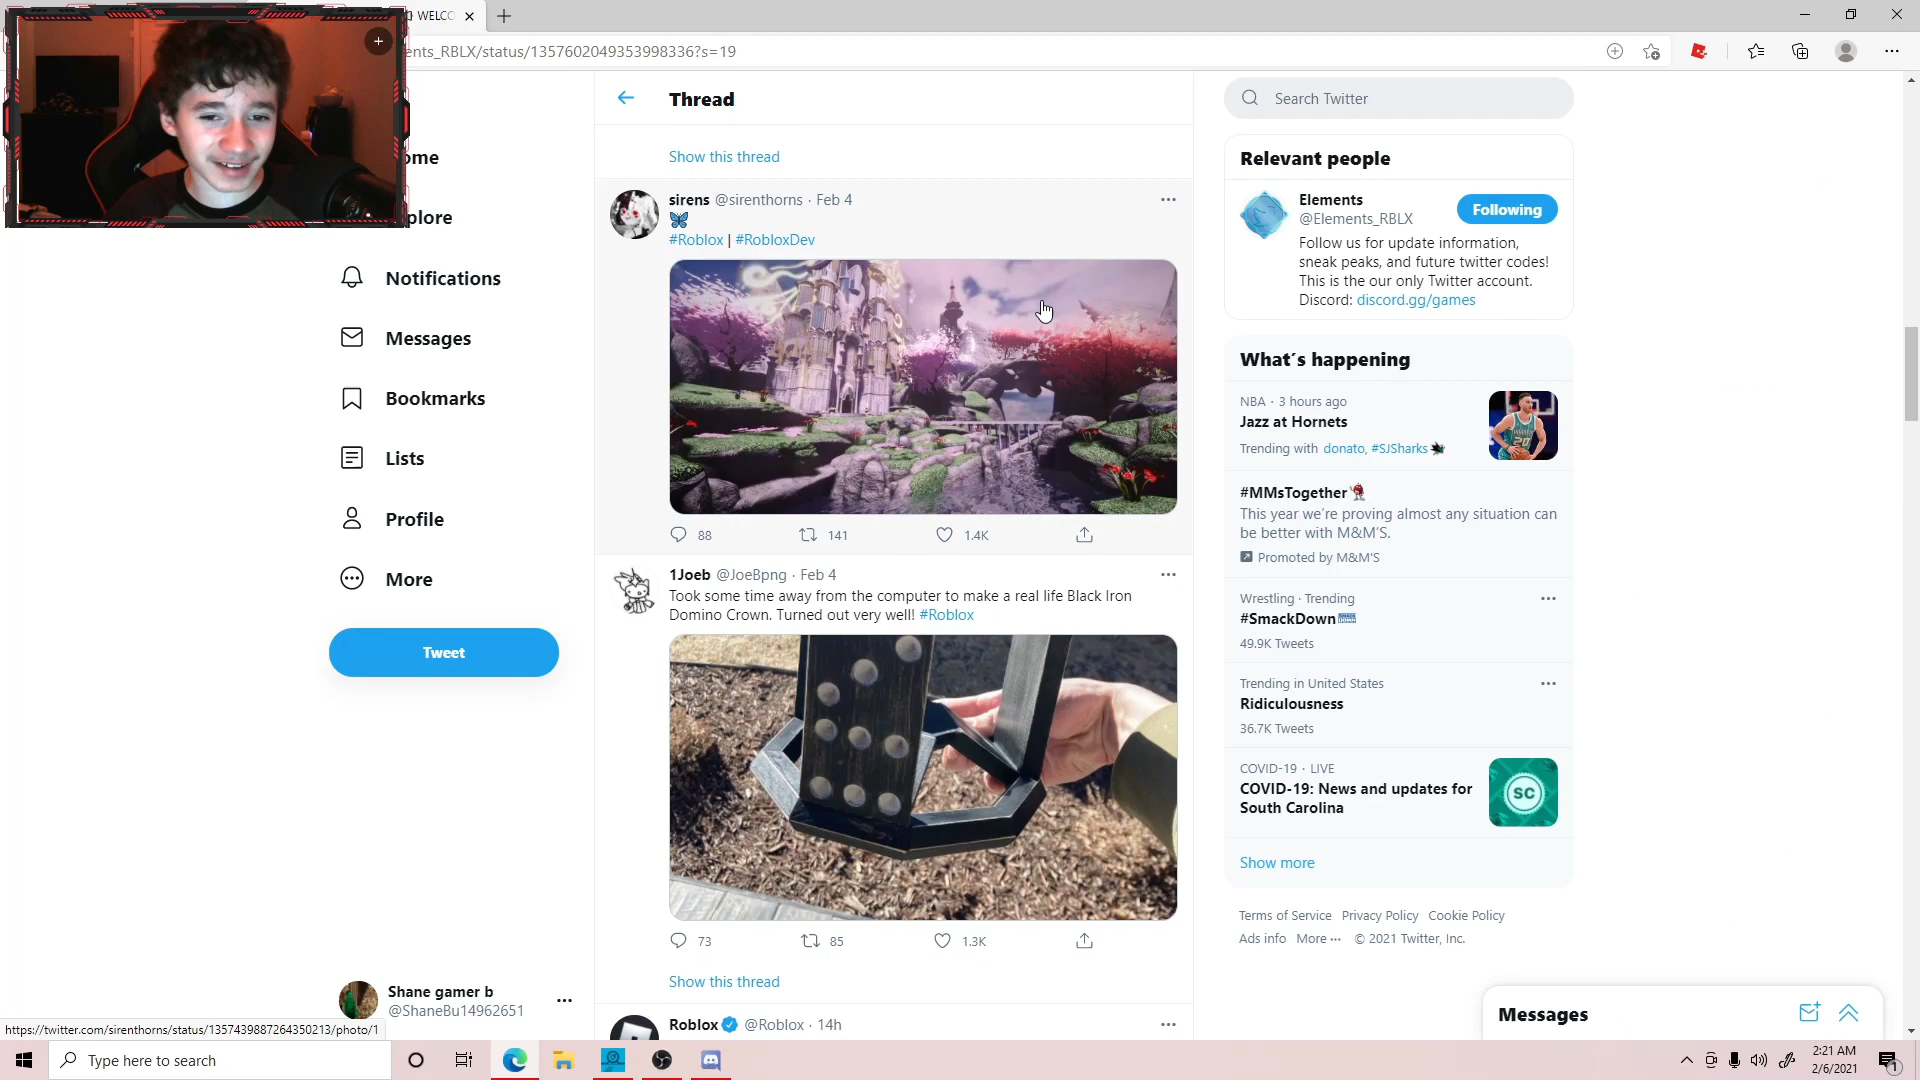 WELCO
ents_RBLX/status/1357602049353998336?s=19
ome
plore
Notifications
Messages
Bookmarks
Lists
Profile
More
Tweet
Shane gamer b
@ShaneBu14962651
https://twitter.com/sirenthorns/status/1357439887264350213/photo/1
Thread
Show this thread
sirens @sirenthorns · Feb 4
#Roblox | #RobloxDev
88 141 1.4K
1Joeb @JoeBpng · Feb 4
Took some time away from the computer to make a real life Black Iron
Domino Crown. Turned out very well! #Roblox
73 85 1.3K
Show this thread
Roblox @Roblox · 14h
Search Twitter
Relevant people
Elements
@Elements_RBLX
Following
Follow us for update information,
sneak peaks, and future twitter codes!
This is the our only Twitter account.
Discord: discord.gg/games
What's happening
NBA · 3 hours ago
Jazz at Hornets
Trending with donato, #SJSharks
20
#MMsTogether
This year we're proving almost any situation can
be better with M&M'S.
Promoted by M&M'S
Wrestling · Trending
#SmackDown
49.9K Tweets
Trending in United States
Ridiculousness
36.7K Tweets
COVID-19 · LIVE
COVID-19: News and updates for
South Carolina
SC
Show more
Terms of Service Privacy Policy Cookie Policy
Ads info More ··· © 2021 Twitter, Inc.
Messages
Type here to search
2:21 AM
2/6/2021
1